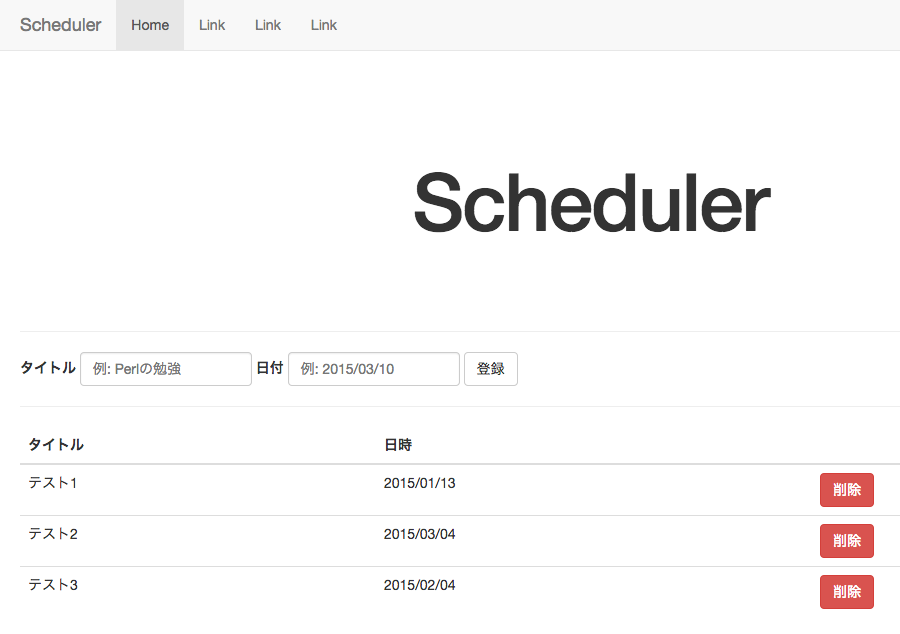 Scheduler Home Link Link Link
Scheduler
タイトル 例: Perlの勉強 日付 例: 2015/03/10 登録
タイトル 日時
テスト1 2015/01/13 削除
テスト2 2015/03/04 削除
テスト3 2015/02/04 削除